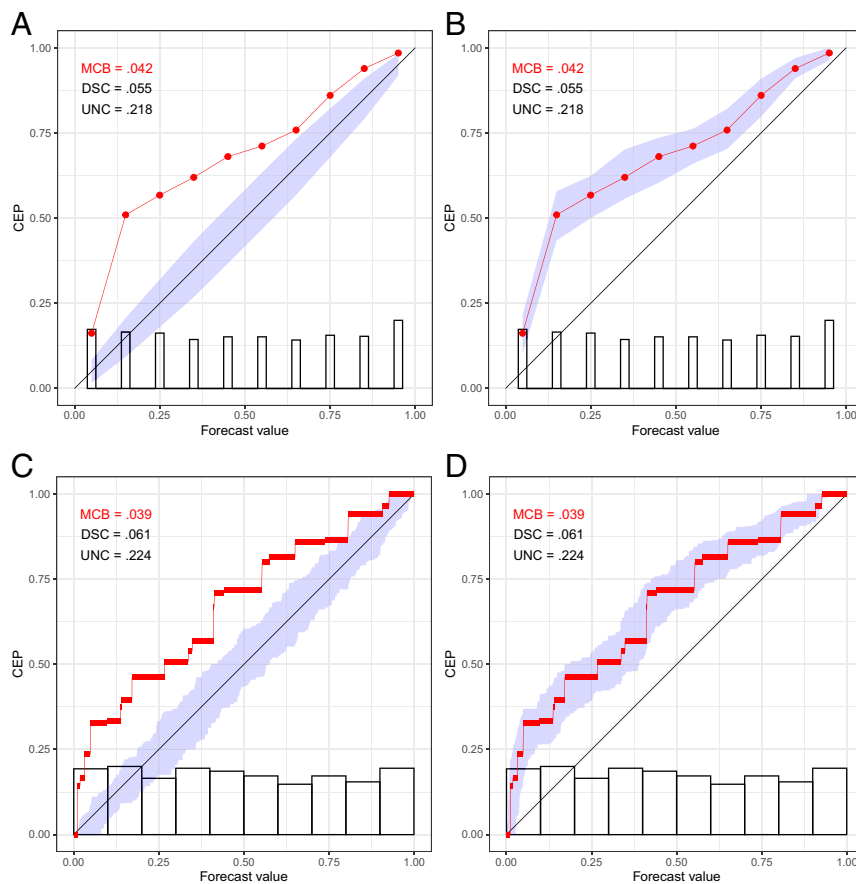 A
MCB = .042
DSC = .055
UNC = .218
1.00
0.75
0.50
0.25
0.00
CEP
0.00 0.25 0.50 0.75 1.00
Forecast value
B
MCB = .042
DSC = .055
UNC = .218
1.00
0.75
0.50
0.25
0.00
CEP
0.00 0.25 0.50 0.75 1.00
Forecast value
C
MCB = .039
DSC = .061
UNC = .224
1.00
0.75
0.50
0.25
0.00
CEP
0.00 0.25 0.50 0.75 1.00
Forecast value
D
MCB = .039
DSC = .061
UNC = .224
1.00
0.75
0.50
0.25
0.00
CEP
0.00 0.25 0.50 0.75 1.00
Forecast value